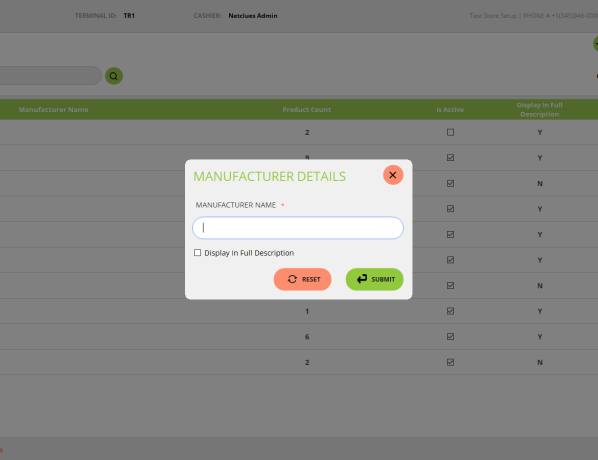 TERMINAL ID: TR1 CASHIER: Netclues Admin Test Store Setup | PHONE # +1(345)946-000
Manufacturer Name Product Count Is Active Display In Full Description
2 Y
9 Y
N
MANUFACTURER DETAILS
MANUFACTURER NAME *
Y
Y
Display In Full Description
Y
RESET SUBMIT
N
1 Y
6 Y
2 N